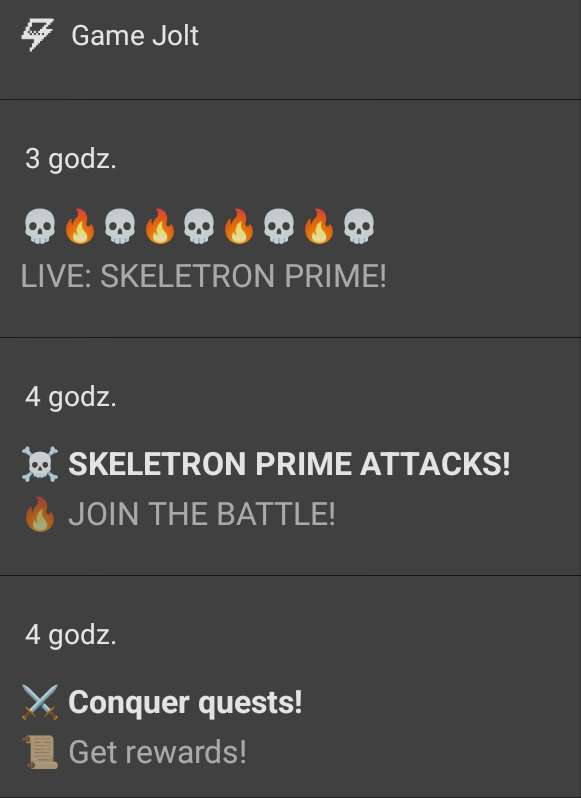 Game Jolt
3 godz.
💀🔥💀🔥💀🔥💀🔥💀
LIVE: SKELETRON PRIME!
4 godz.
☠️ SKELETRON PRIME ATTACKS!
🔥 JOIN THE BATTLE!
4 godz.
⚔️ Conquer quests!
📜 Get rewards!